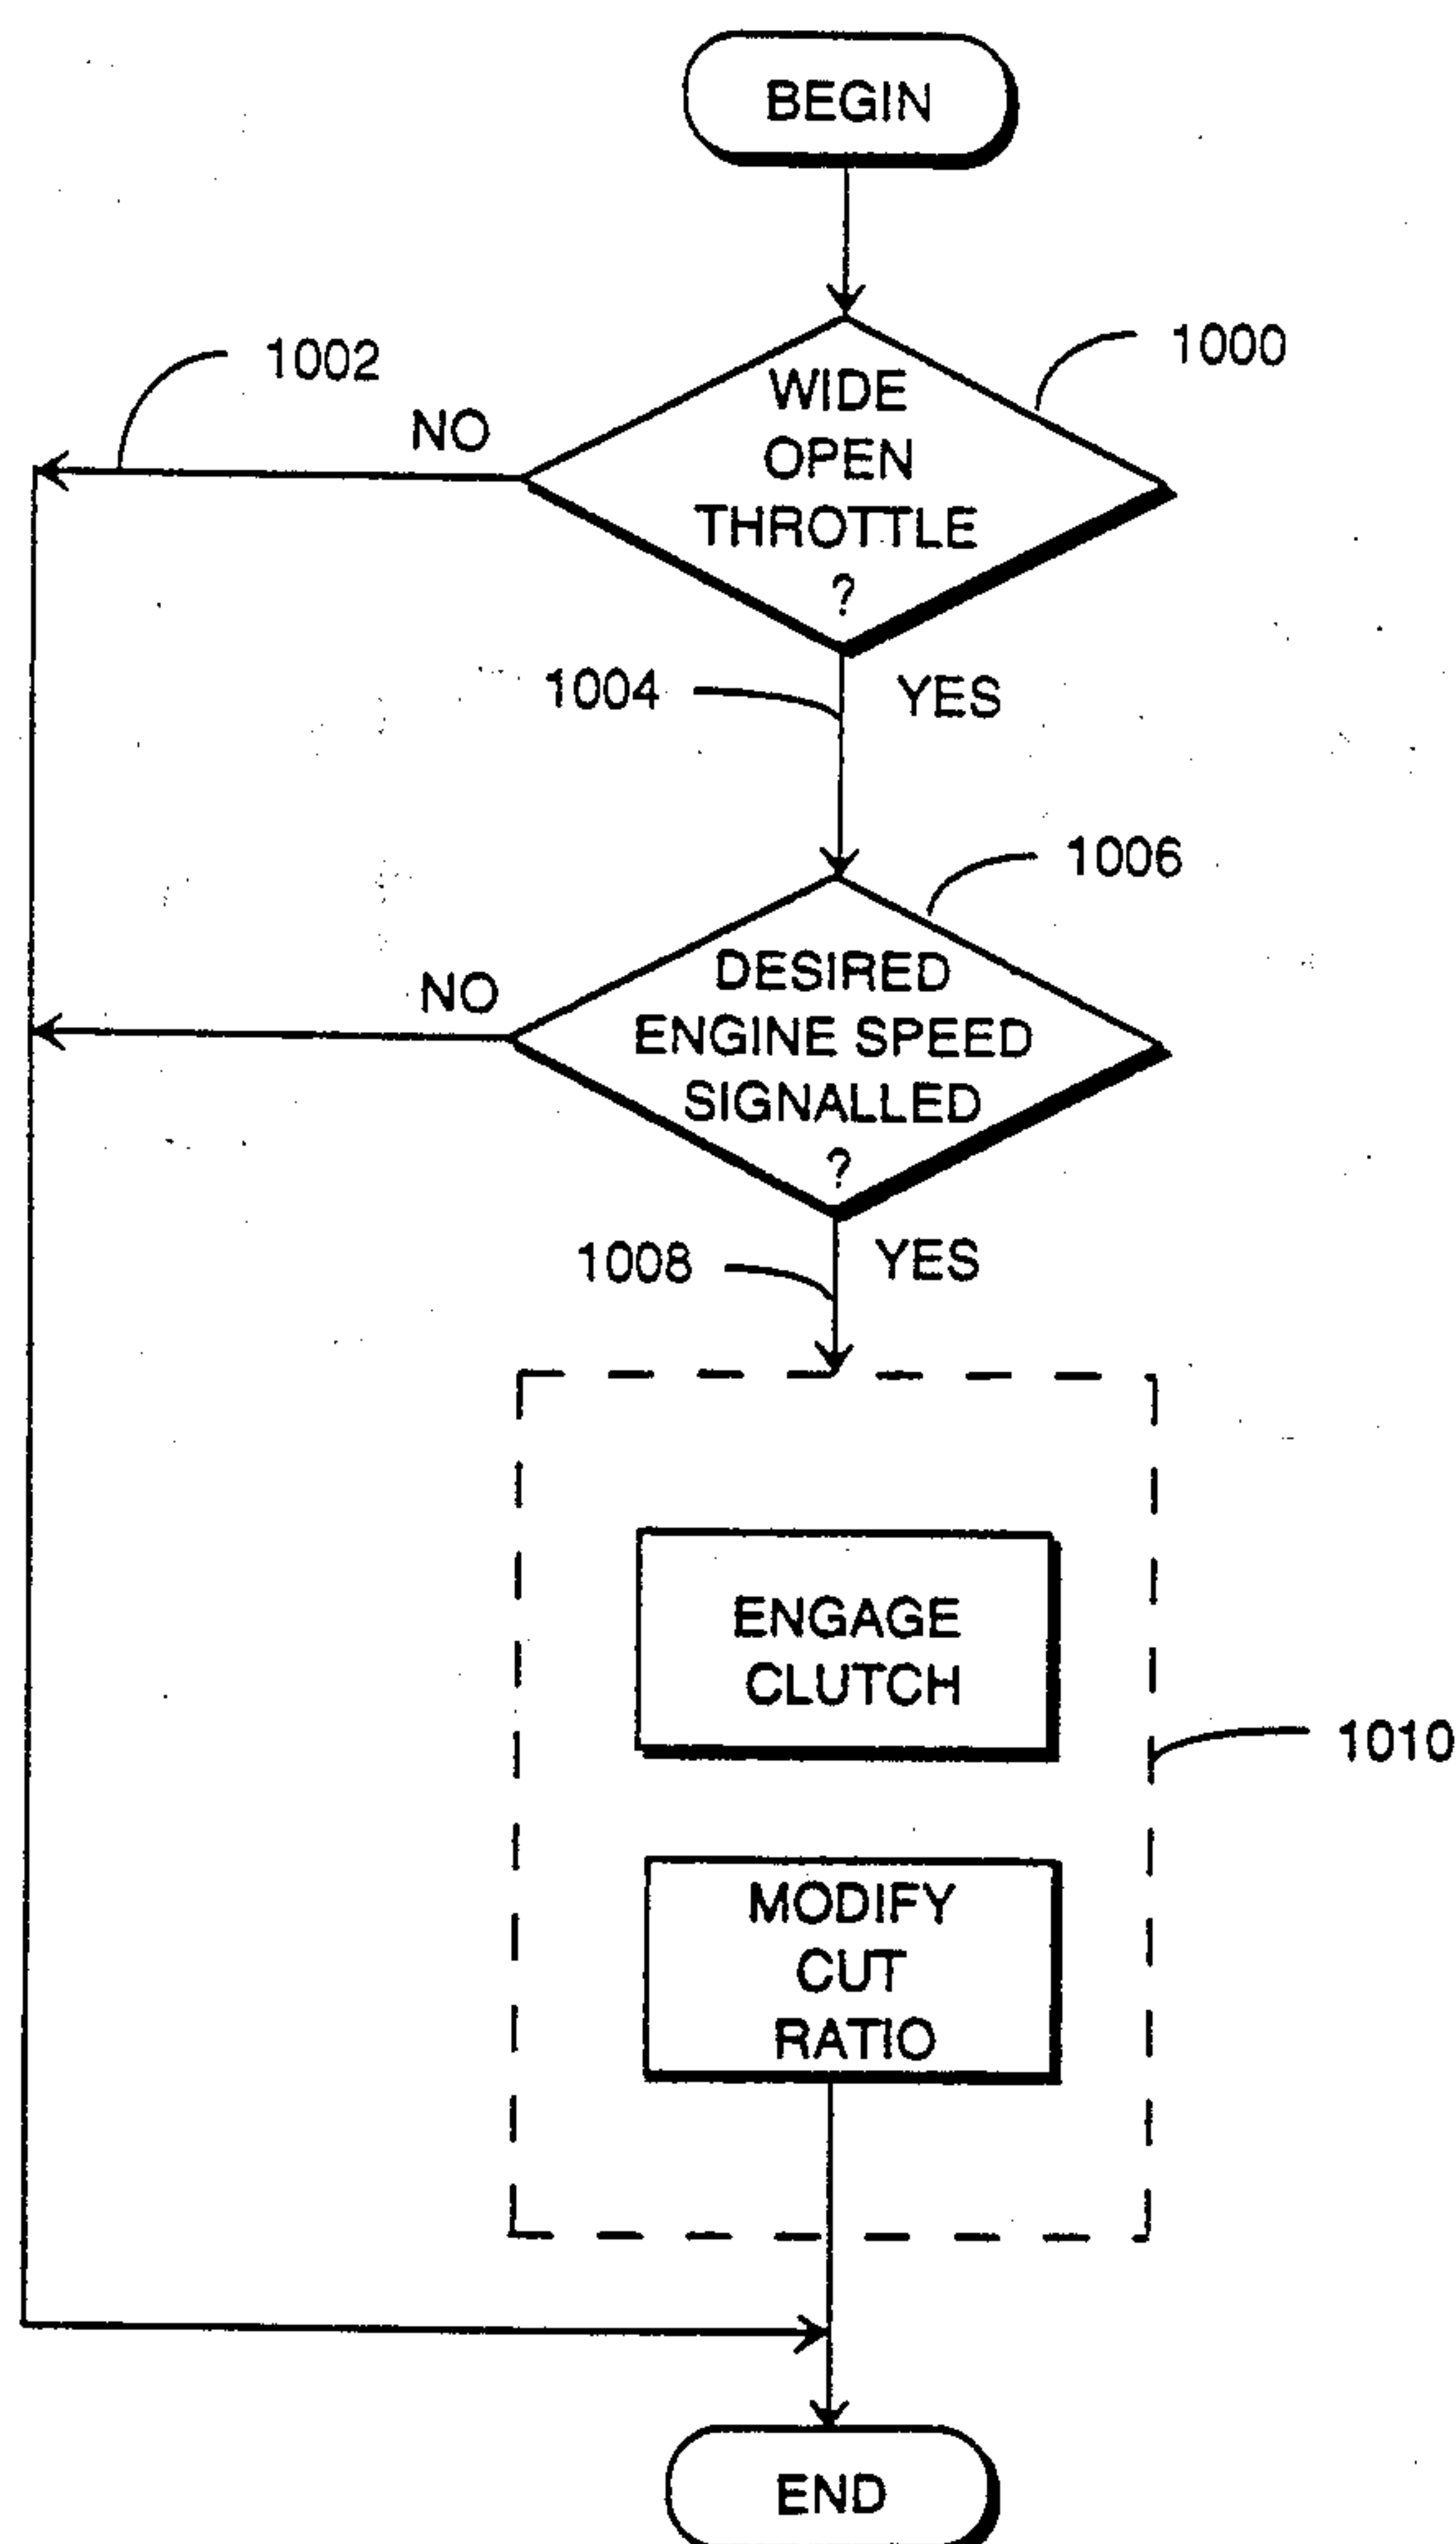 BEGIN
1000
WIDE
OPEN
THROTTLE
?
1002
NO
1004
YES
1006
DESIRED
ENGINE SPEED
SIGNALLED
?
NO
1008
YES
ENGAGE
CLUTCH
1010
MODIFY
CUT
RATIO
END